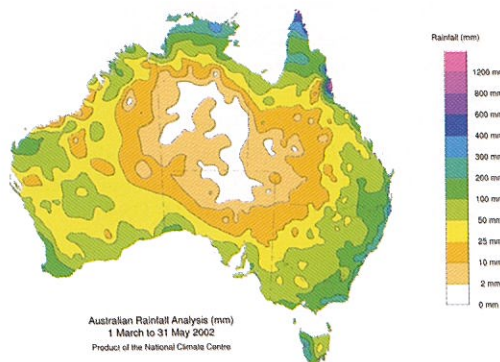 Rainfall (mm)
1200 mm
800 mm
600 mm
400 mm
300 mm
200 mm
100 mm
50 mm
25 mm
10 mm
2 mm
0 mm
Australian Rainfall Analysis (mm)
1 March to 31 May 2002
Product of the National Climate Centre